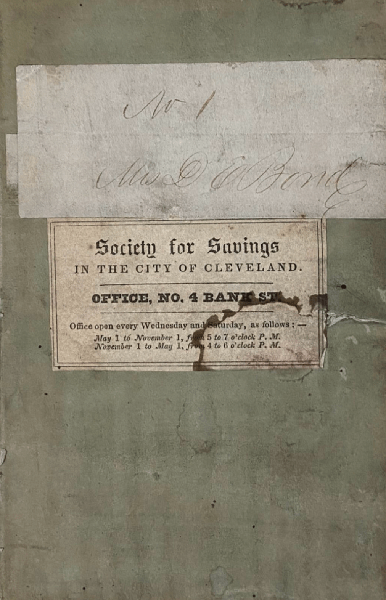 No 1
Mrs D E Bond
Society for Savings
IN THE CITY OF CLEVELAND.
OFFICE, NO. 4 BANK ST.
Office open every Wednesday and Saturday, as follows:—
May 1 to November 1, from 5 to 7 o'clock P. M.
November 1 to May 1, from 4 to 6 o'clock P. M.